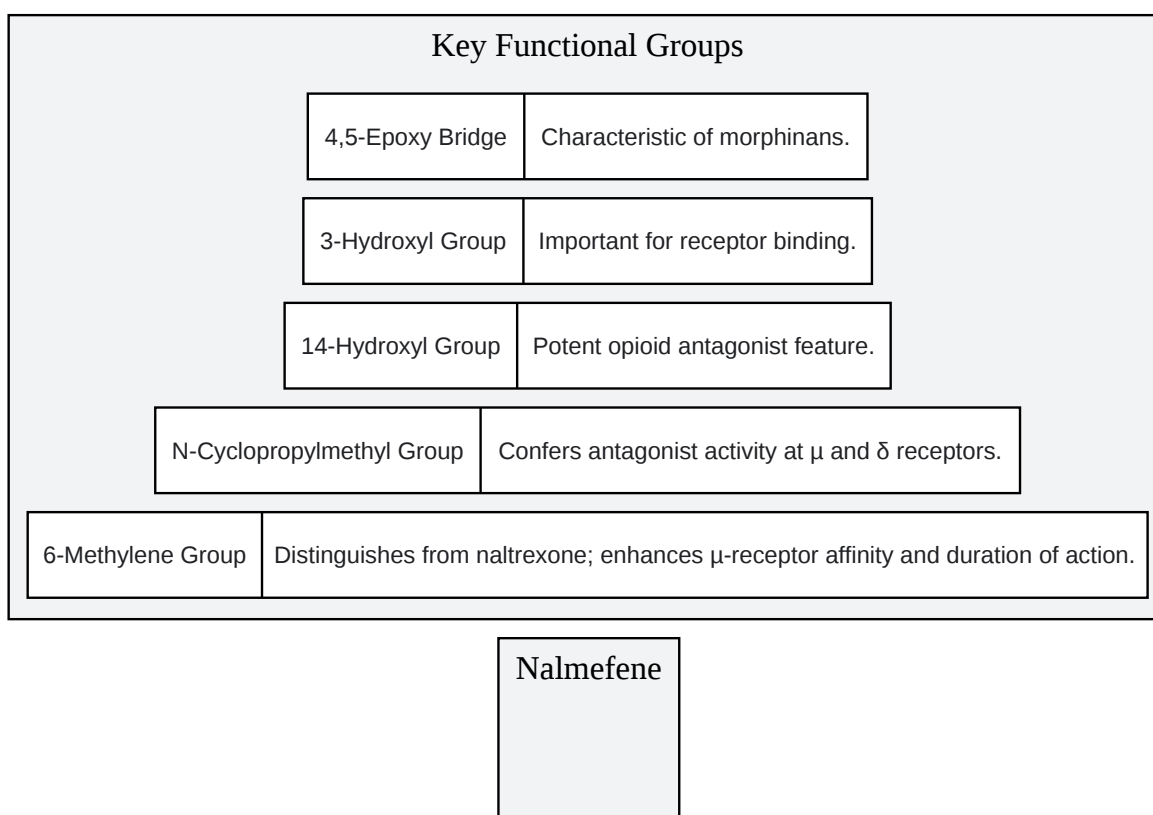 Key Functional Groups
4,5-Epoxy Bridge Characteristic of morphinans.
3-Hydroxyl Group Important for receptor binding.
14-Hydroxyl Group Potent opioid antagonist feature.
N-Cyclopropylmethyl Group Confers antagonist activity at µ and δ receptors.
6-Methylene Group Distinguishes from naltrexone; enhances µ-receptor affinity and duration of action.
Nalmefene